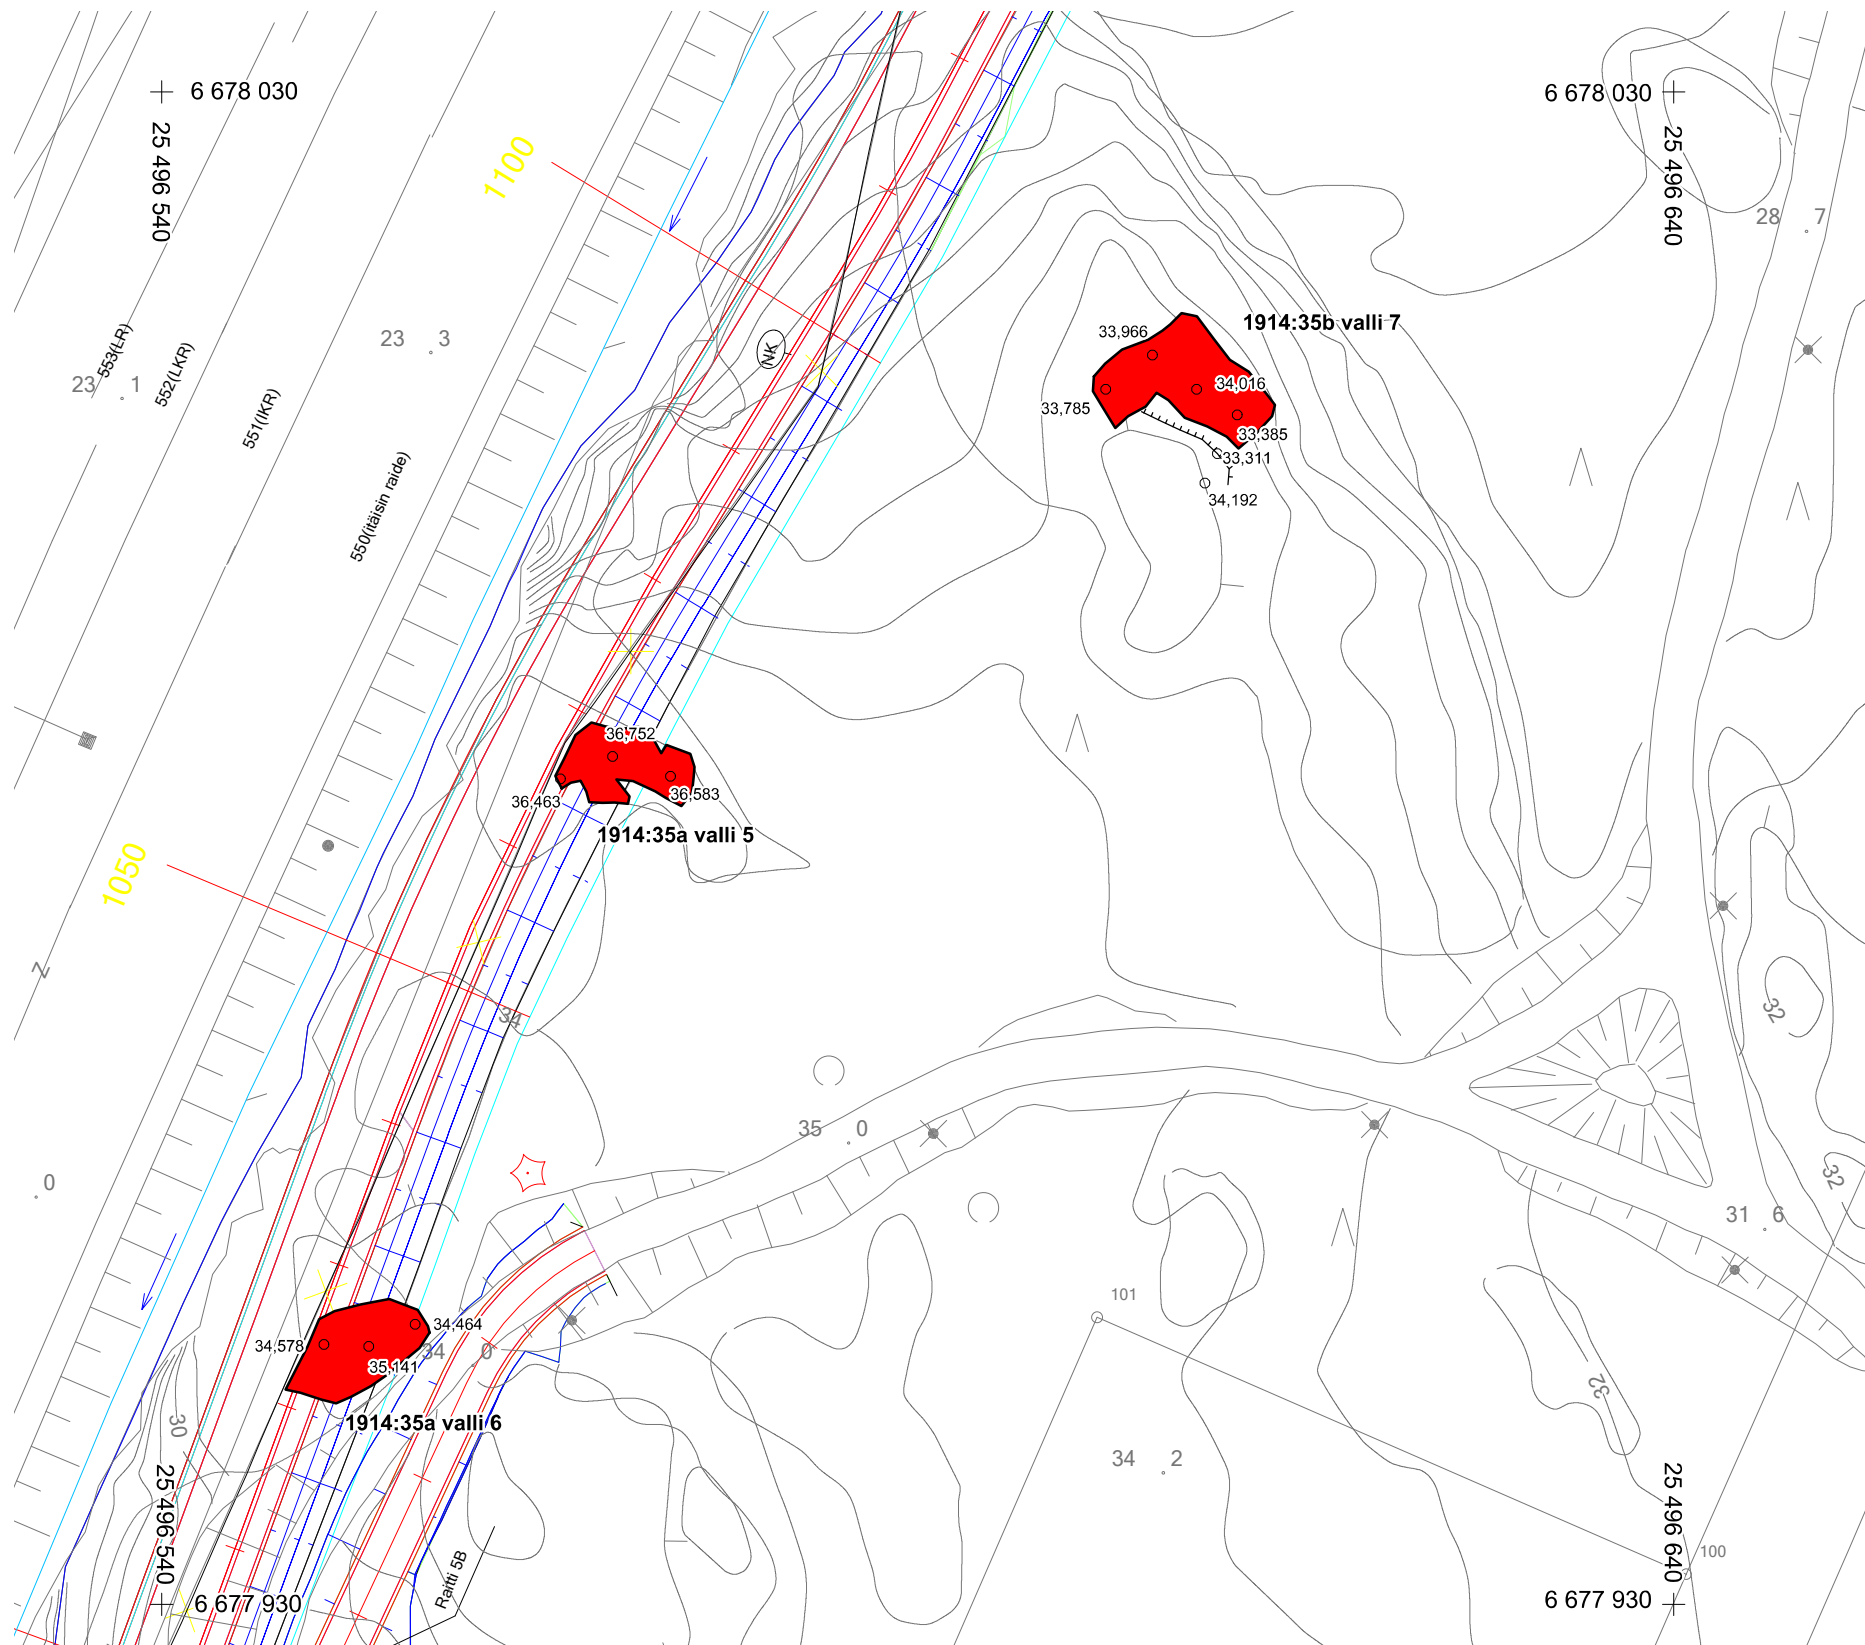 6 678 030
6 678 030
25 496 540
25 496 640
1100
28 7
23 3
23 1
553(LR)
552(LKR)
551(IKR)
550(itäisin raide)
NK
1914:35b valli 7
33,966
34,016
33,785
33,385
33,311
34,192
36,752
36,463
36,583
1914:35a valli 5
1050
N
34
32
35 0
0
32
31 6
101
34,464
34,578
34 0
35,141
1914:35a valli 6
32
30
34 2
25 496 540
25 496 640
100
Raitti 5B
6 677 930
6 677 930